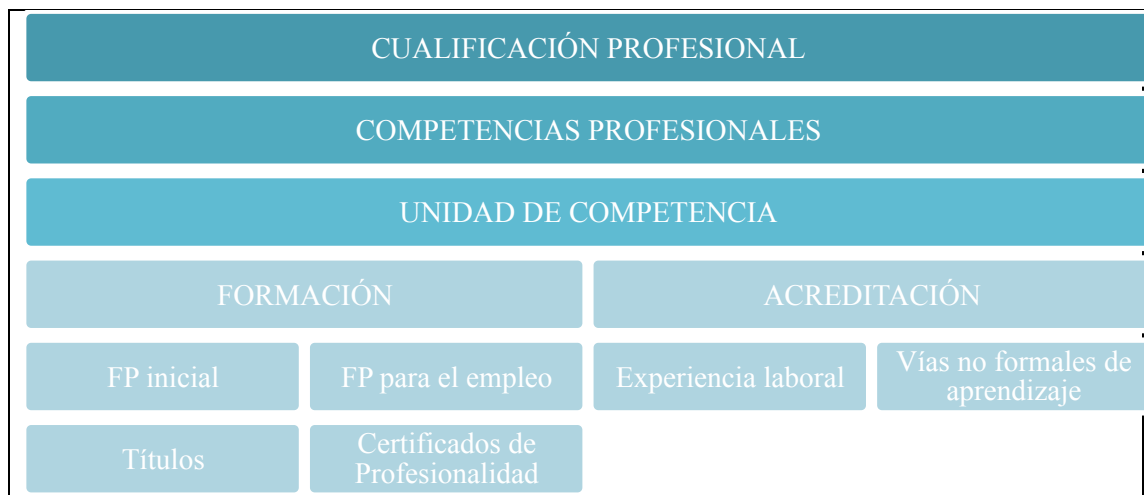 CUALIFICACIÓN PROFESIONAL
COMPETENCIAS PROFESIONALES
UNIDAD DE COMPETENCIA
FORMACIÓN
ACREDITACIÓN
FP inicial
FP para el empleo
Experiencia laboral
Vías no formales de
aprendizaje
Títulos
Certificados de
Profesionalidad